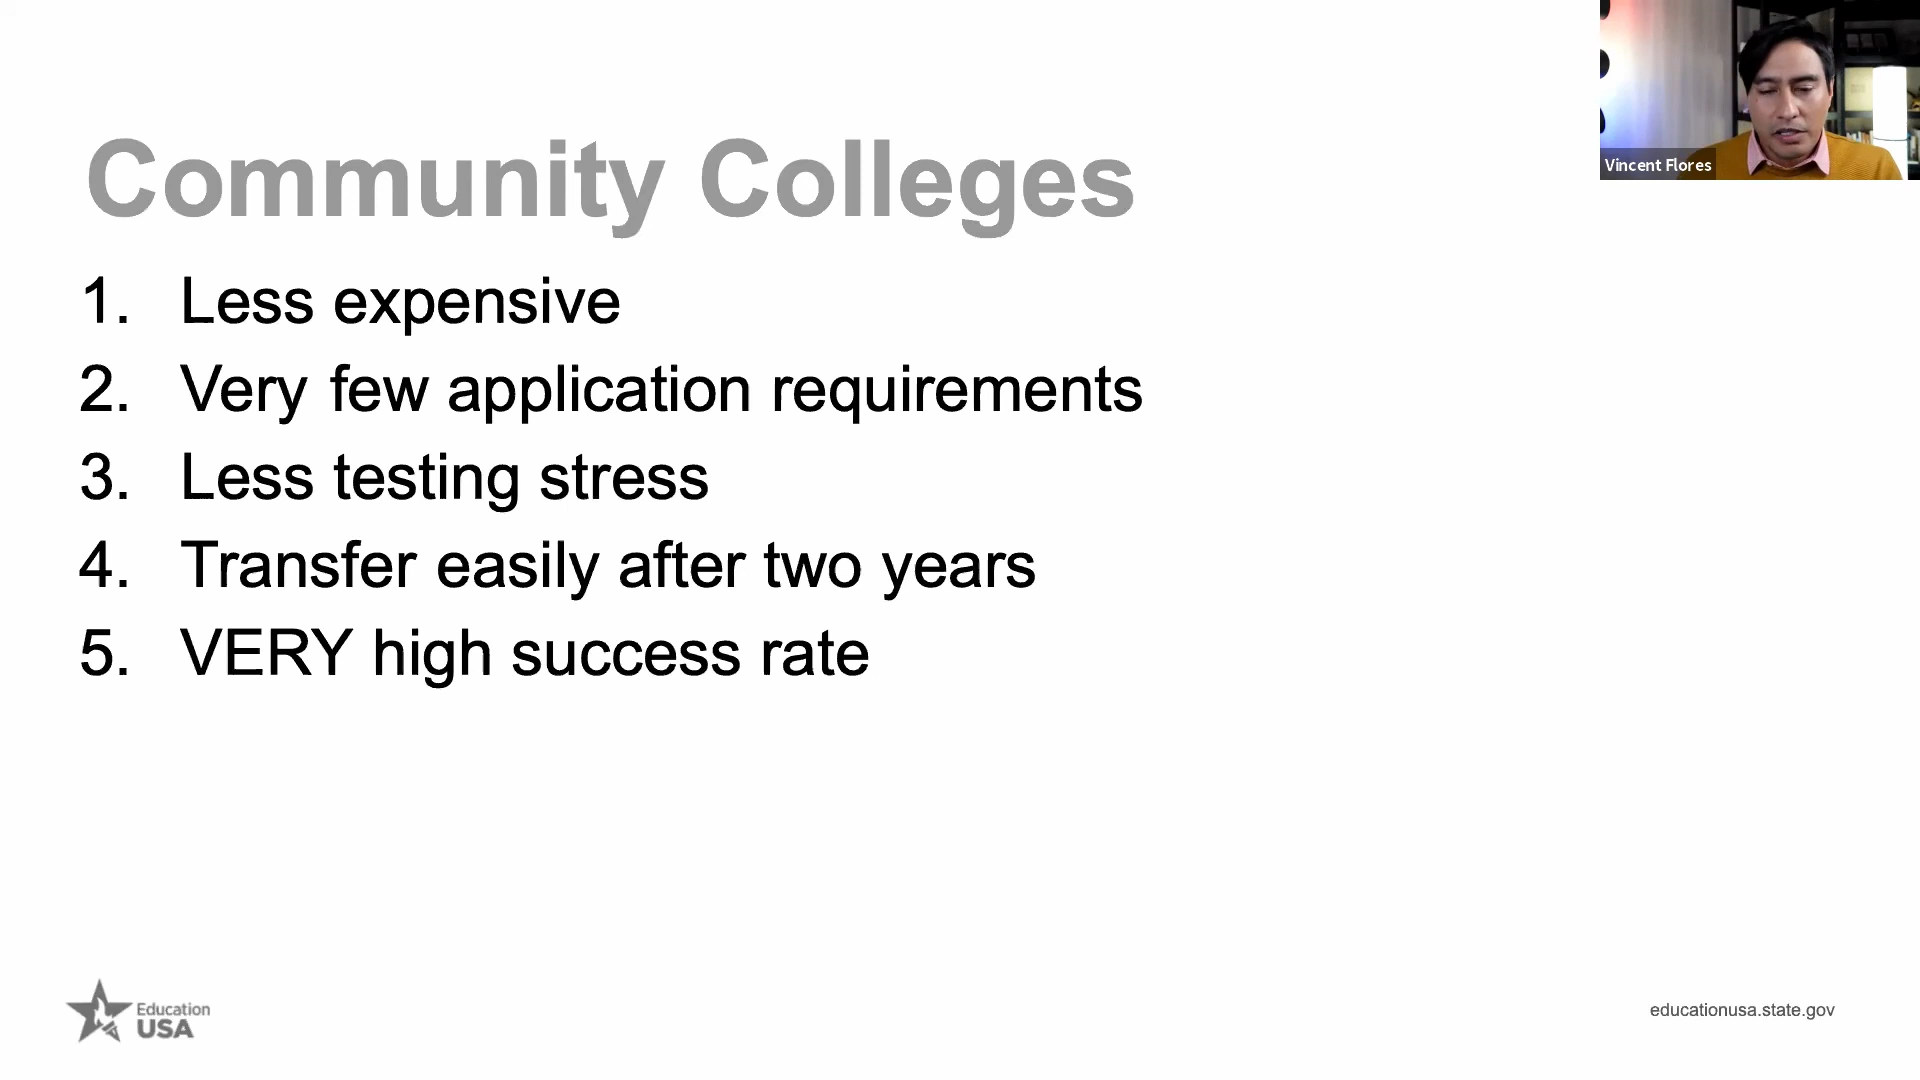 Community Colleges
1. Less expensive
2. Very few application requirements
3. Less testing stress
4. Transfer easily after two years
5. VERY high success rate
Vincent Flores
Education
USA
educationusa.state.gov